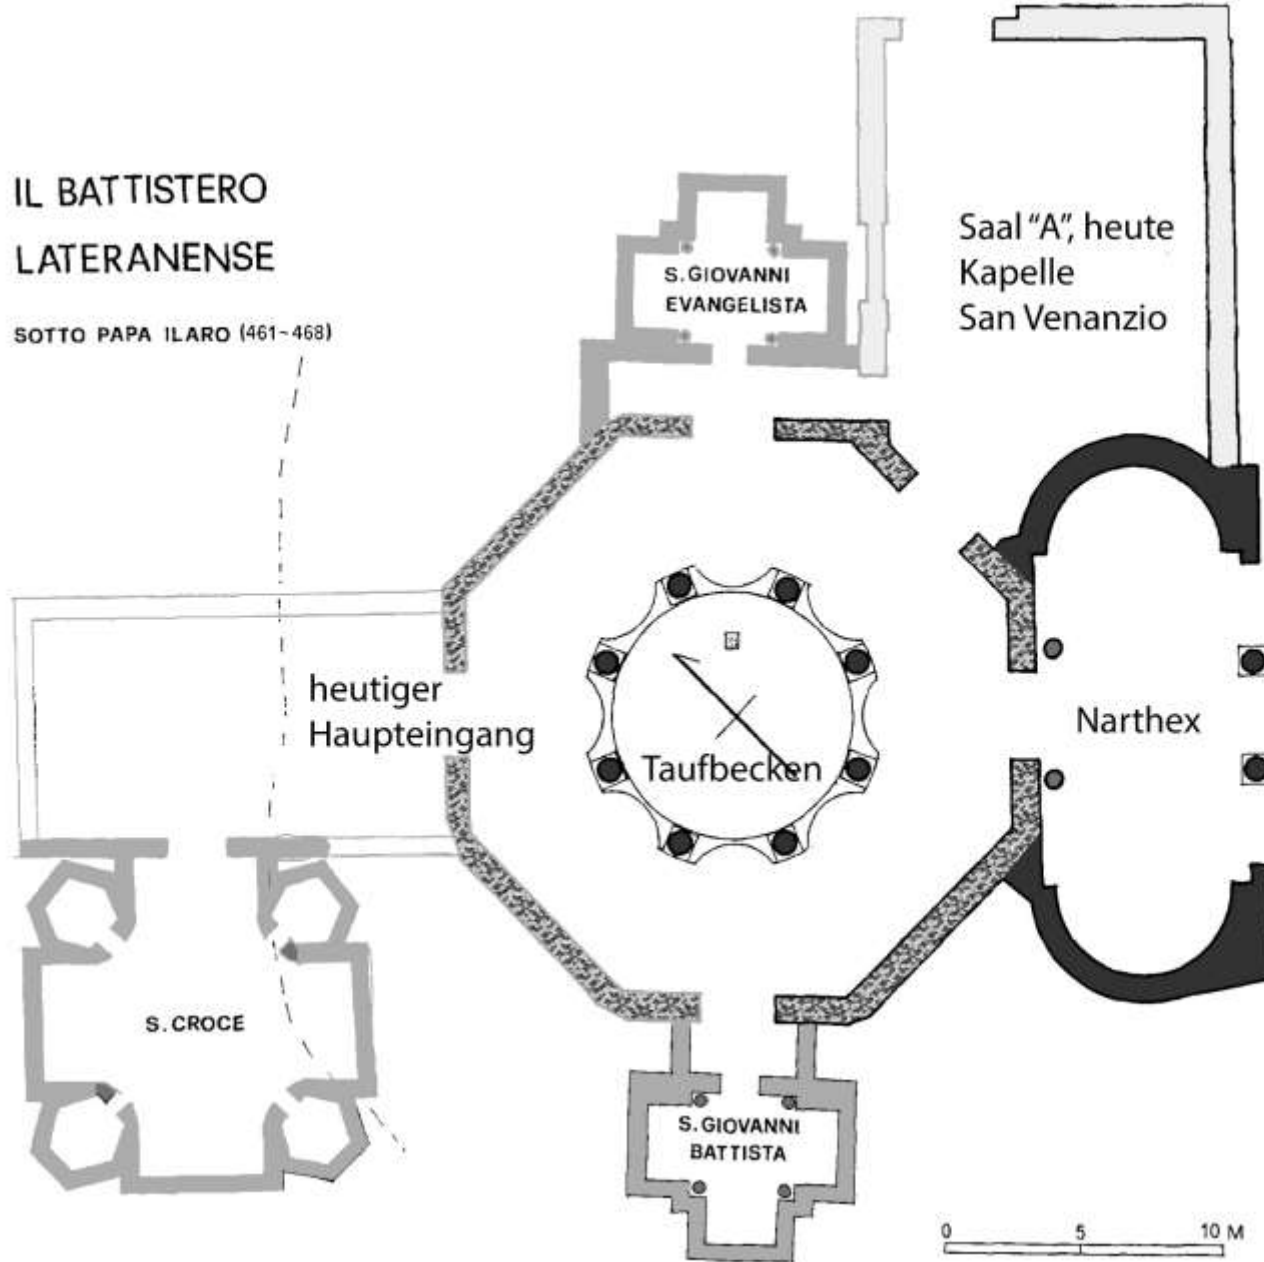 IL BATTISTERO
LATERANENSE
SOTTO PAPA ILARO (461-468)
S. GIOVANNI
EVANGELISTA
Saal "A", heute
Kapelle
San Venanzio
heutiger
Haupteingang
Taufbecken
Narthex
S. CROCE
S. GIOVANNI
BATTISTA
0 5 10 M